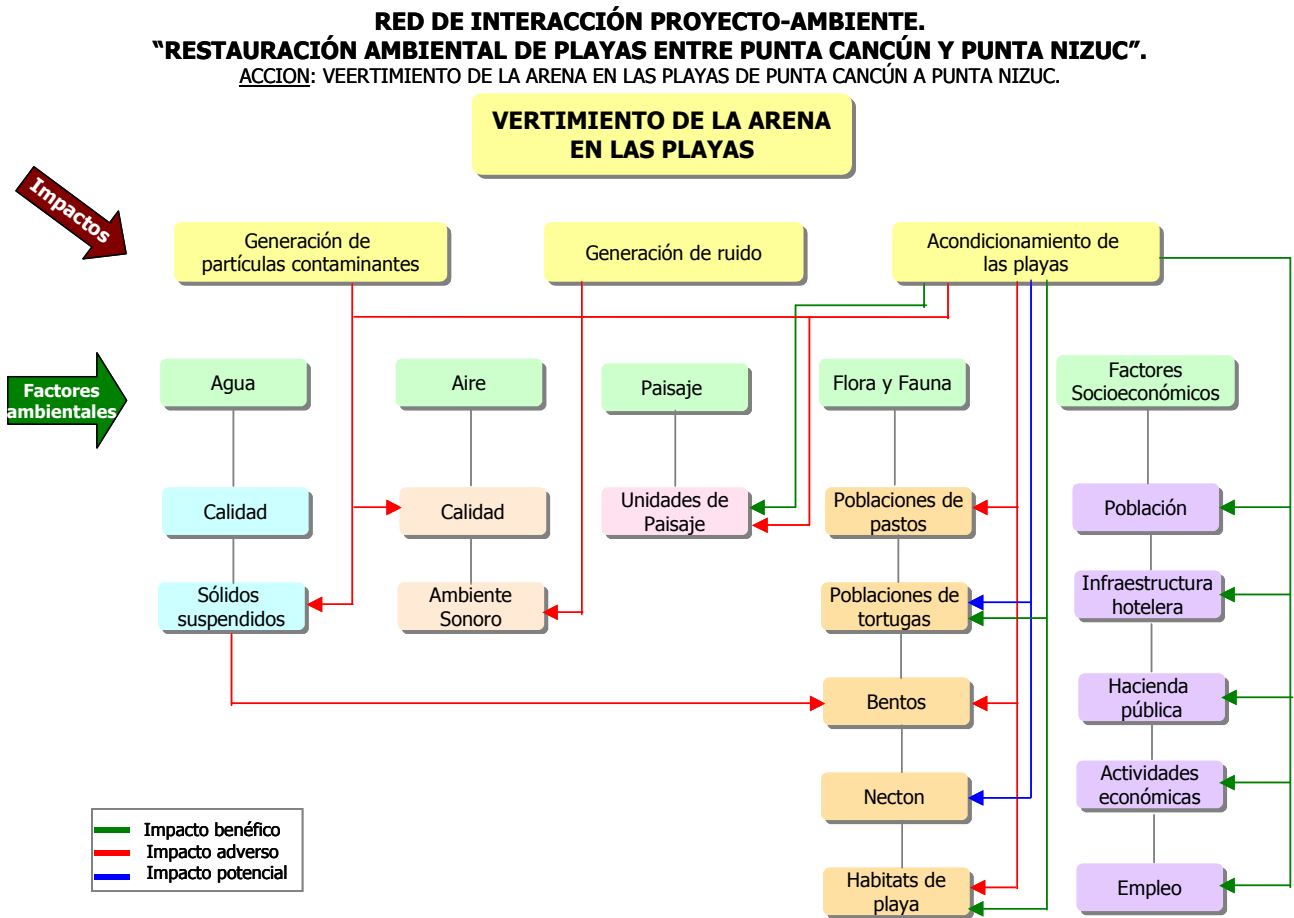 RED DE INTERACCIÓN PROYECTO-AMBIENTE.
“RESTAURACIÓN AMBIENTAL DE PLAYAS ENTRE PUNTA CANCÚN Y PUNTA NIZUC”.
ACCION: VEERTIMIENTO DE LA ARENA EN LAS PLAYAS DE PUNTA CANCÚN A PUNTA NIZUC.
VERTIMIENTO DE LA ARENA
EN LAS PLAYAS
Impactos
Generación de
partículas contaminantes
Generación de ruido
Acondicionamiento de
las playas
Factores
ambientales
Agua
Aire
Paisaje
Flora y Fauna
Factores
Socioeconómicos
Calidad
Calidad
Unidades de
Paisaje
Poblaciones de
pastos
Población
Sólidos
suspendidos
Ambiente
Sonoro
Poblaciones de
tortugas
Infraestructura
hotelera
Bentos
Hacienda
pública
Necton
Actividades
económicas
Habitats de
playa
Empleo
Impacto benéfico
Impacto adverso
Impacto potencial